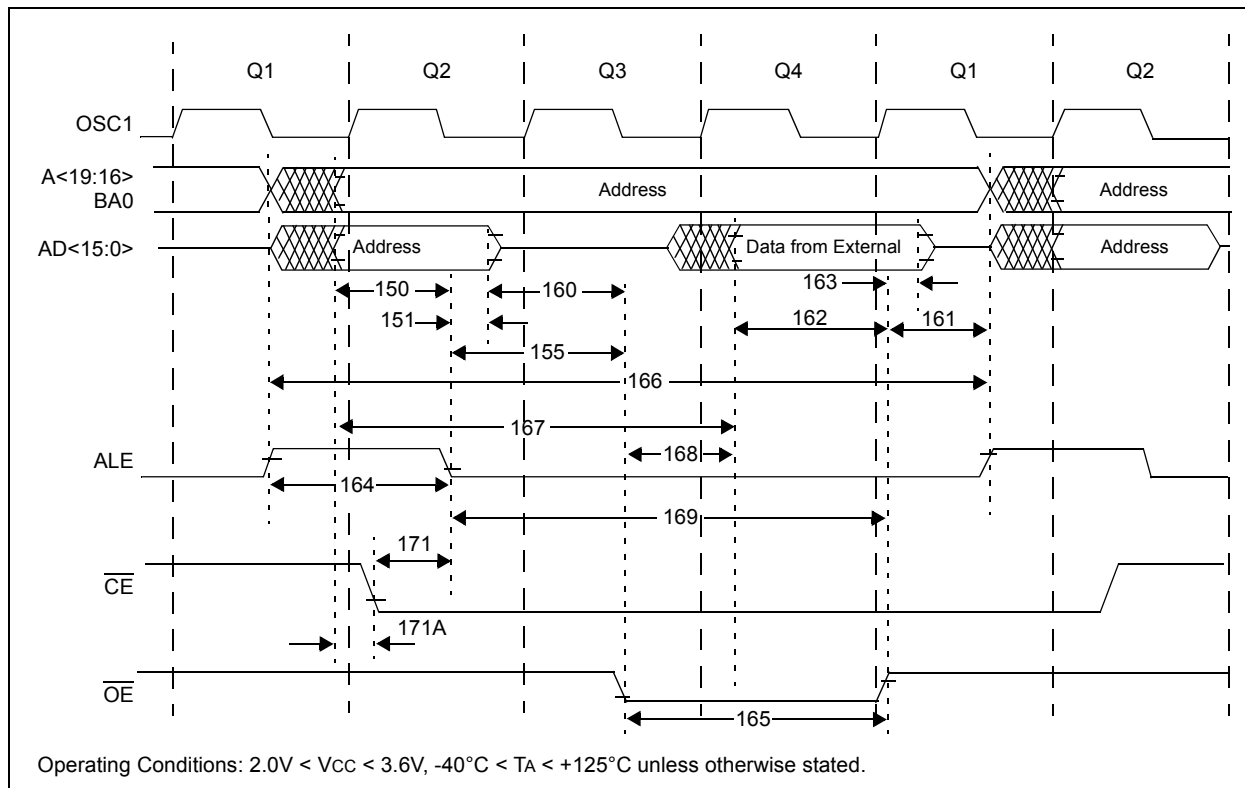 Q1 Q2 Q3 Q4 Q1 Q2
OSC1
A<19:16>
BA0
Address
Address
AD<15:0>
Address
Data from External
Address
150
160
163
151
162
161
155
166
167
ALE
168
164
169
171
CE
171A
OE
165
Operating Conditions: 2.0V < VCC < 3.6V, -40°C < TA < +125°C unless otherwise stated.